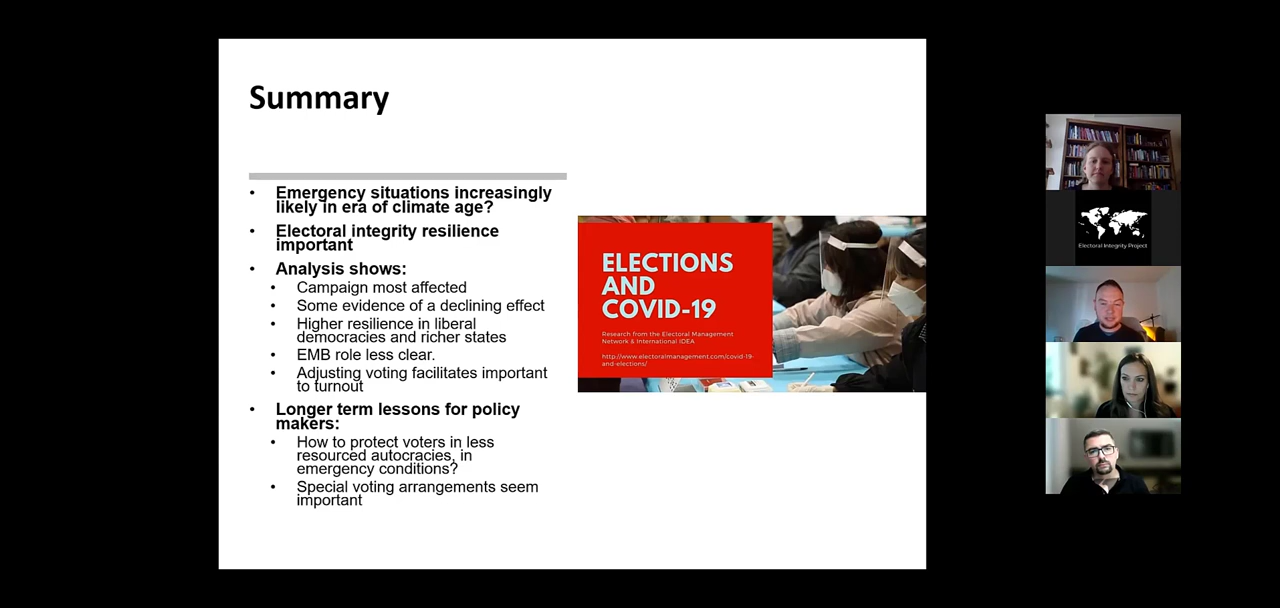 Summary
• Emergency situations increasingly
likely in era of climate age?
• Electoral integrity resilience
important
• Analysis shows:
• Campaign most affected
• Some evidence of a declining effect
• Higher resilience in liberal
democracies and richer states
• EMB role less clear.
• Adjusting voting facilitates important
to turnout
• Longer term lessons for policy
makers:
• How to protect voters in less
resourced autocracies, in
emergency conditions?
• Special voting arrangements seem
important
ELECTIONS
AND
COVID-19
Research from the Electoral Management
Network & International IDEA
http://www.electoralmanagement.com/covid-19-
and-elections/
Electoral Integrity Project